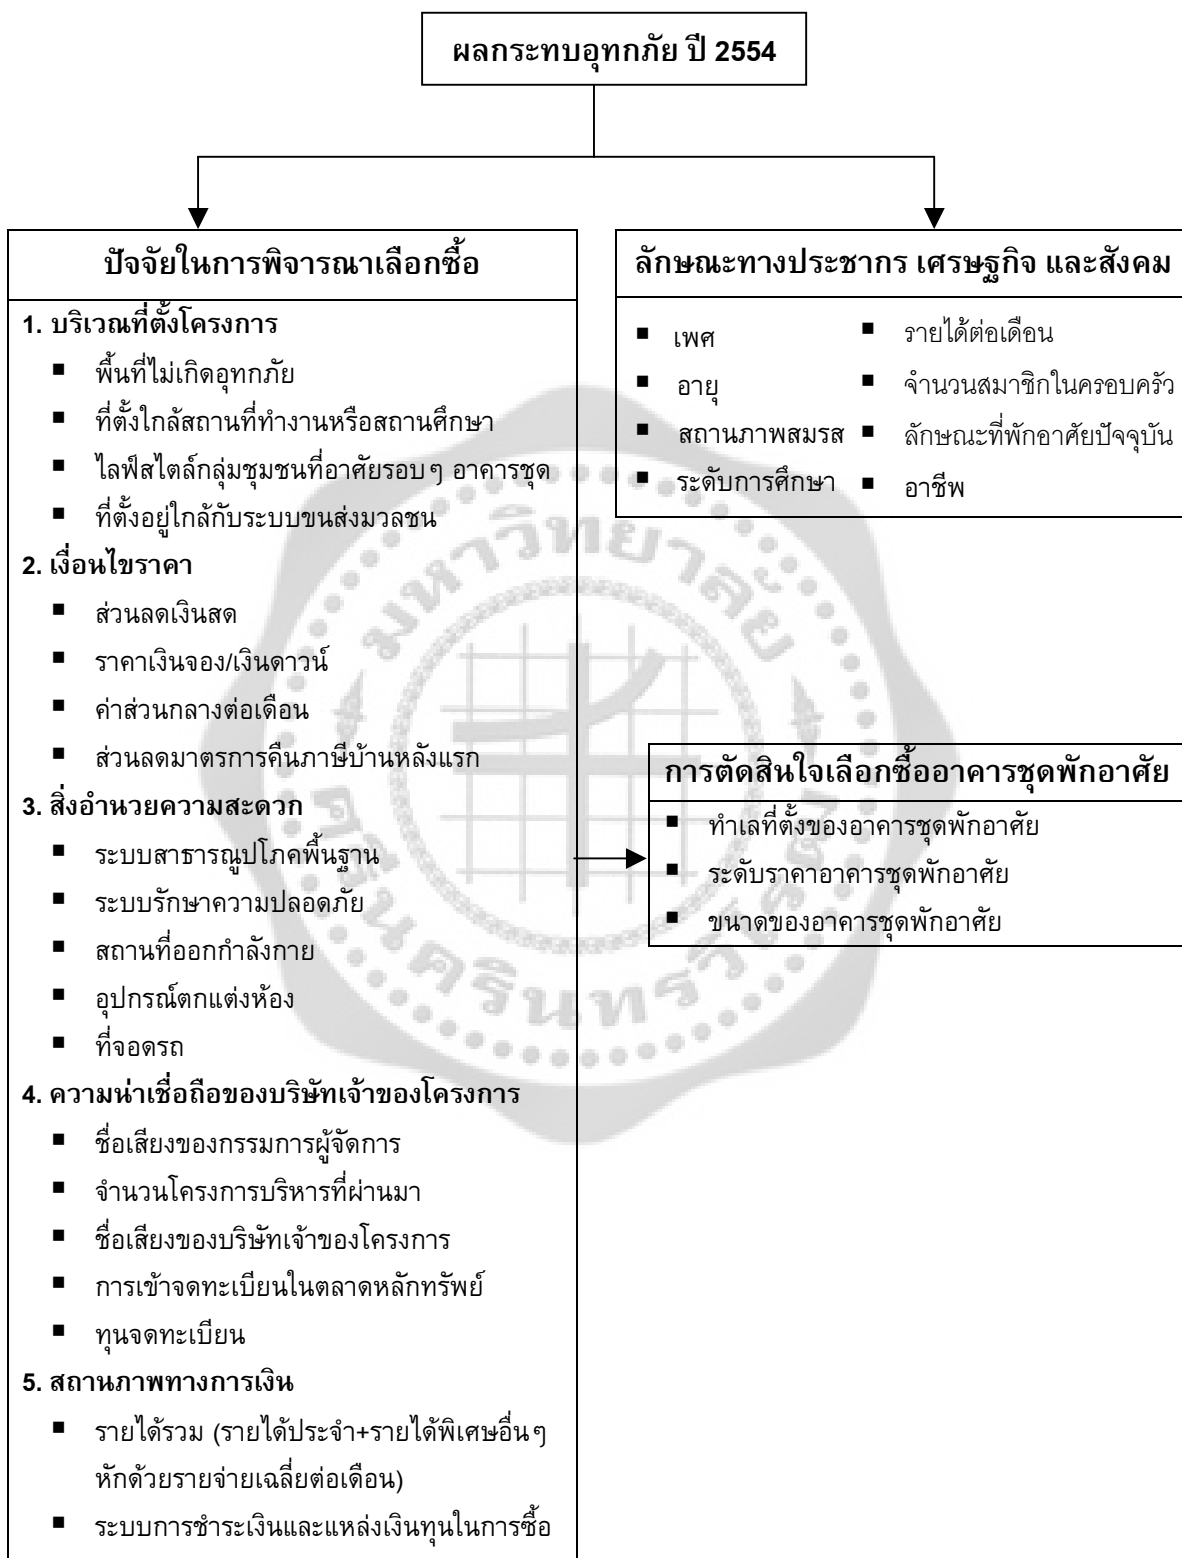 ผลกระทบอุทกภัย ปี 2554
ปัจจัยในการพิจารณาเลือกซื้อ
1. บริเวณที่ตั้งโครงการ
■ พื้นที่ไม่เกิดอุทกภัย
■ ที่ตั้งใกล้สถานที่ทำงานหรือสถานศึกษา
■ ไลฟ์สไตล์กลุ่มชุมชนที่อาศัยรอบๆ อาคารชุด
■ ที่ตั้งอยู่ใกล้กับระบบขนส่งมวลชน
2. เงื่อนไขราคา
■ ส่วนลดเงินสด
■ ราคาเงินจอง/เงินดาวน์
■ ค่าส่วนกลางต่อเดือน
■ ส่วนลดมาตรการคืนภาษีบ้านหลังแรก
3. สิ่งอำนวยความสะดวก
■ ระบบสาธารณูปโภคพื้นฐาน
■ ระบบรักษาความปลอดภัย
■ สถานที่ออกกำลังกาย
■ อุปกรณ์ตกแต่งห้อง
■ ที่จอดรถ
4. ความน่าเชื่อถือของบริษัทเจ้าของโครงการ
■ ชื่อเสียงของกรรมการผู้จัดการ
■ จำนวนโครงการบริหารที่ผ่านมา
■ ชื่อเสียงของบริษัทเจ้าของโครงการ
■ การเข้าจดทะเบียนในตลาดหลักทรัพย์
■ ทุนจดทะเบียน
5. สถานภาพทางการเงิน
■ รายได้รวม (รายได้ประจำ+รายได้พิเศษอื่นๆ
หักด้วยรายจ่ายเฉลี่ยต่อเดือน)
■ ระบบการชำระเงินและแหล่งเงินทุนในการซื้อ
ลักษณะทางประชากร เศรษฐกิจ และสังคม
■ เพศ
■ อายุ
■ สถานภาพสมรส
■ ระดับการศึกษา
■ รายได้ต่อเดือน
■ จำนวนสมาชิกในครอบครัว
■ ลักษณะที่พักอาศัยปัจจุบัน
■ อาชีพ
การตัดสินใจเลือกซื้ออาคารชุดพักอาศัย
■ ทำเลที่ตั้งของอาคารชุดพักอาศัย
■ ระดับราคาอาคารชุดพักอาศัย
■ ขนาดของอาคารชุดพักอาศัย
มหาวิทยาลัย
ศรีนครินทรวิโรฒ